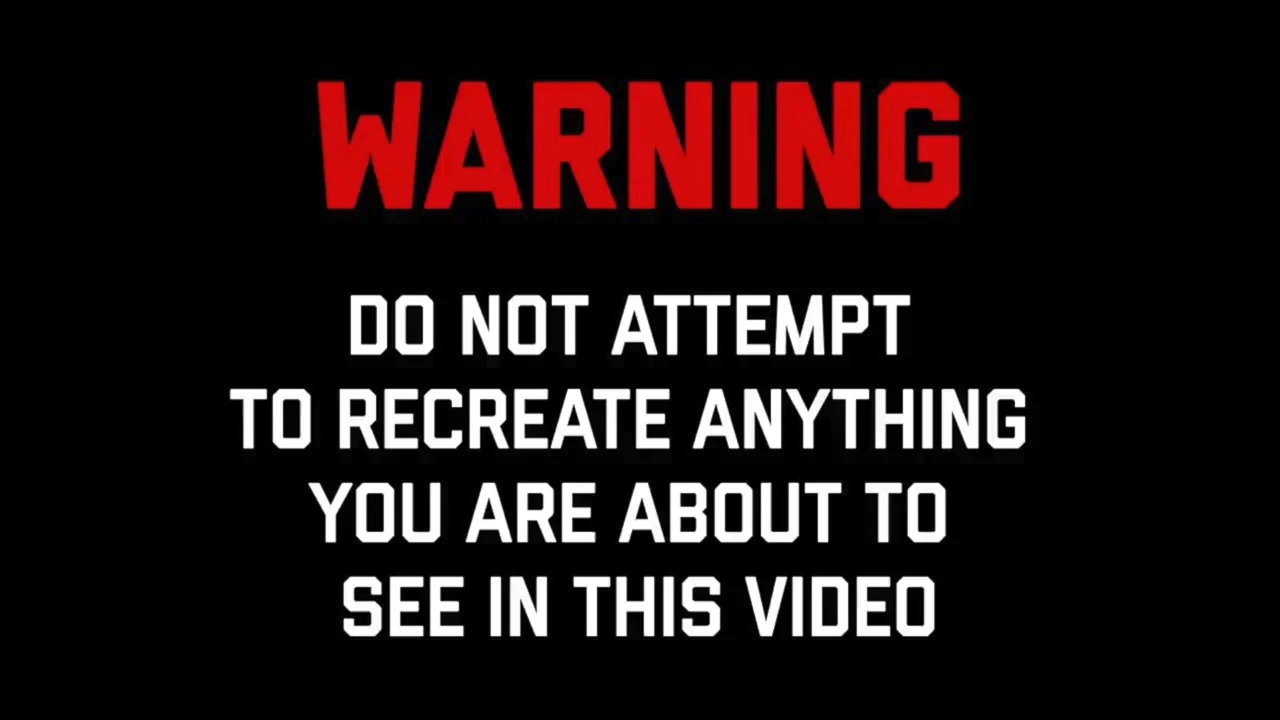 WARNING
DO NOT ATTEMPT
TO RECREATE ANYTHING
YOU ARE ABOUT TO
SEE IN THIS VIDEO